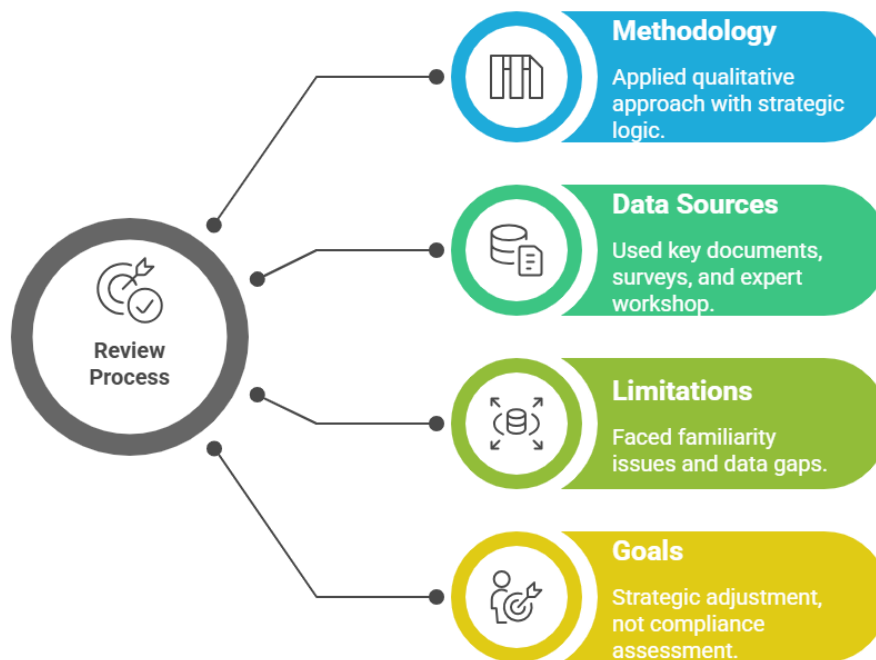 Review
Process
Methodology
Applied qualitative
approach with strategic
logic.
Data Sources
Used key documents,
surveys, and expert
workshop.
Limitations
Faced familiarity
issues and data gaps.
Goals
Strategic adjustment,
not compliance
assessment.